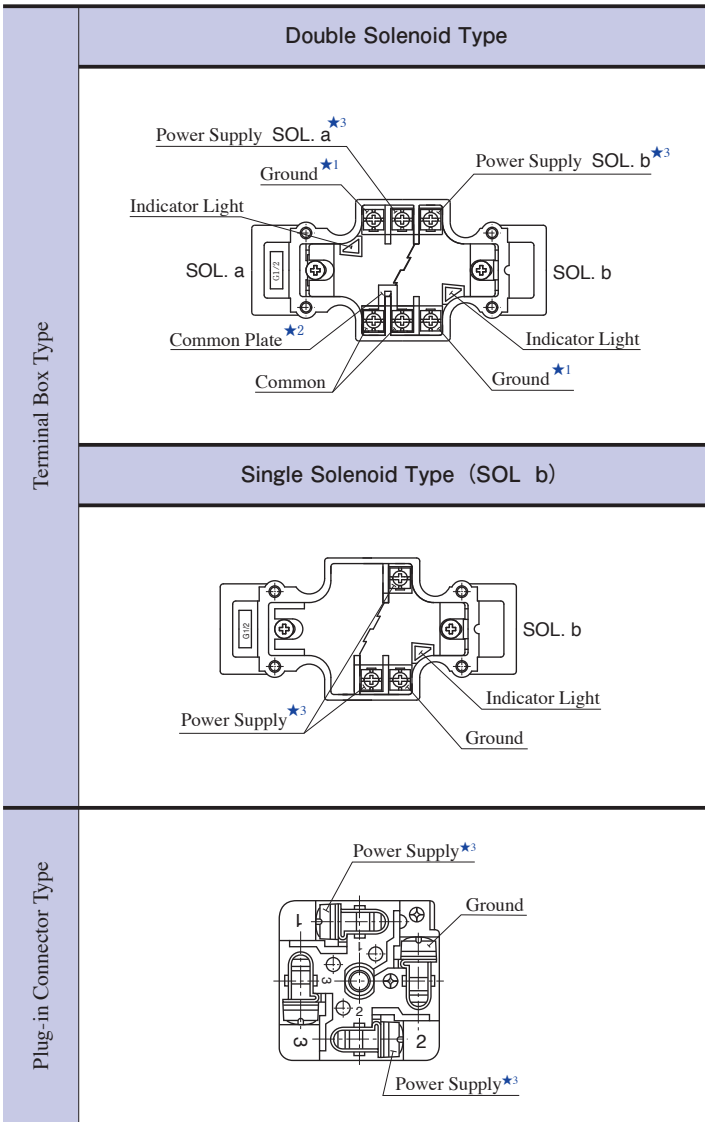 Double Solenoid Type
Terminal Box Type
Power Supply SOL. a★3
Power Supply SOL. b★3
Ground★1
Indicator Light
SOL. a
G1/2
SOL. b
Common Plate★2
Indicator Light
Common
Ground★1
Single Solenoid Type (SOL b)
G1/2
SOL. b
Indicator Light
Power Supply★3
Ground
Plug-in Connector Type
Power Supply★3
Ground
1
1
3
2
3
2
Power Supply★3